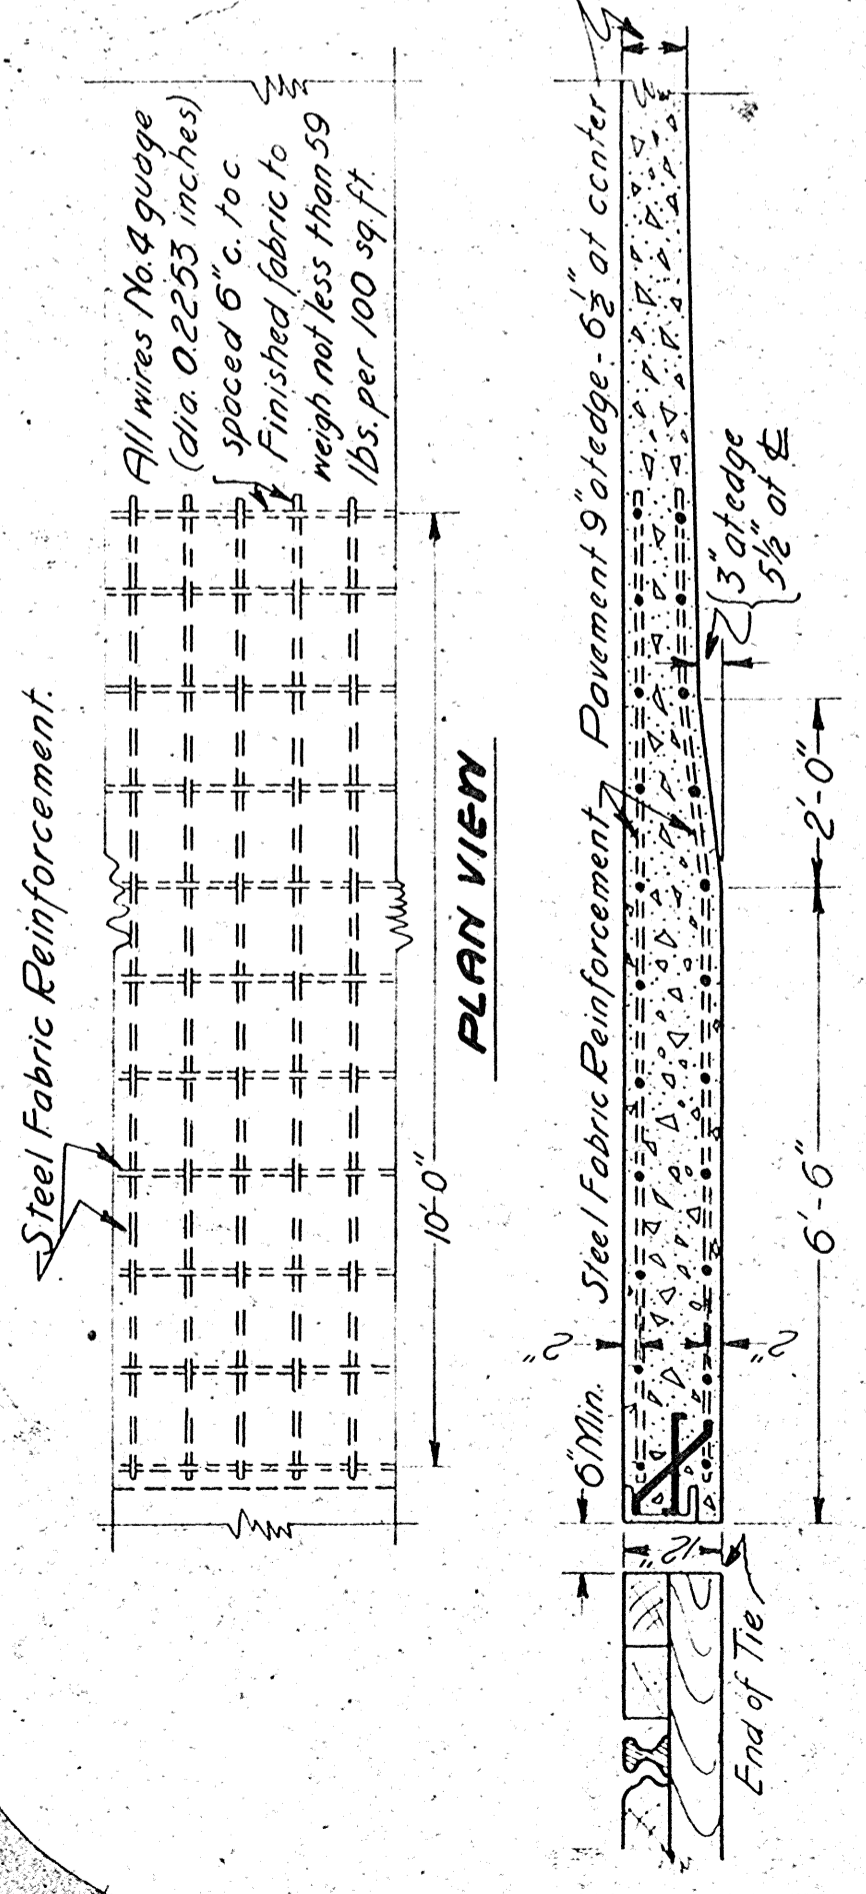 Steel Fabric Reinforcement.
All wires No. 4 guage
(dia. 0.2253 inches)
spaced 6" c. to c.
Finished fabric to
weigh not less than 59
lbs. per 100 sq. ft.
10'-0"
PLAN VIEW
Steel Fabric Reinforcement
Pavement 9" at edge - 6½" at center
6" Min.
2"
2"
12"
3" at edge
5½" at ℄
2'-0"
6'-6"
End of Tie